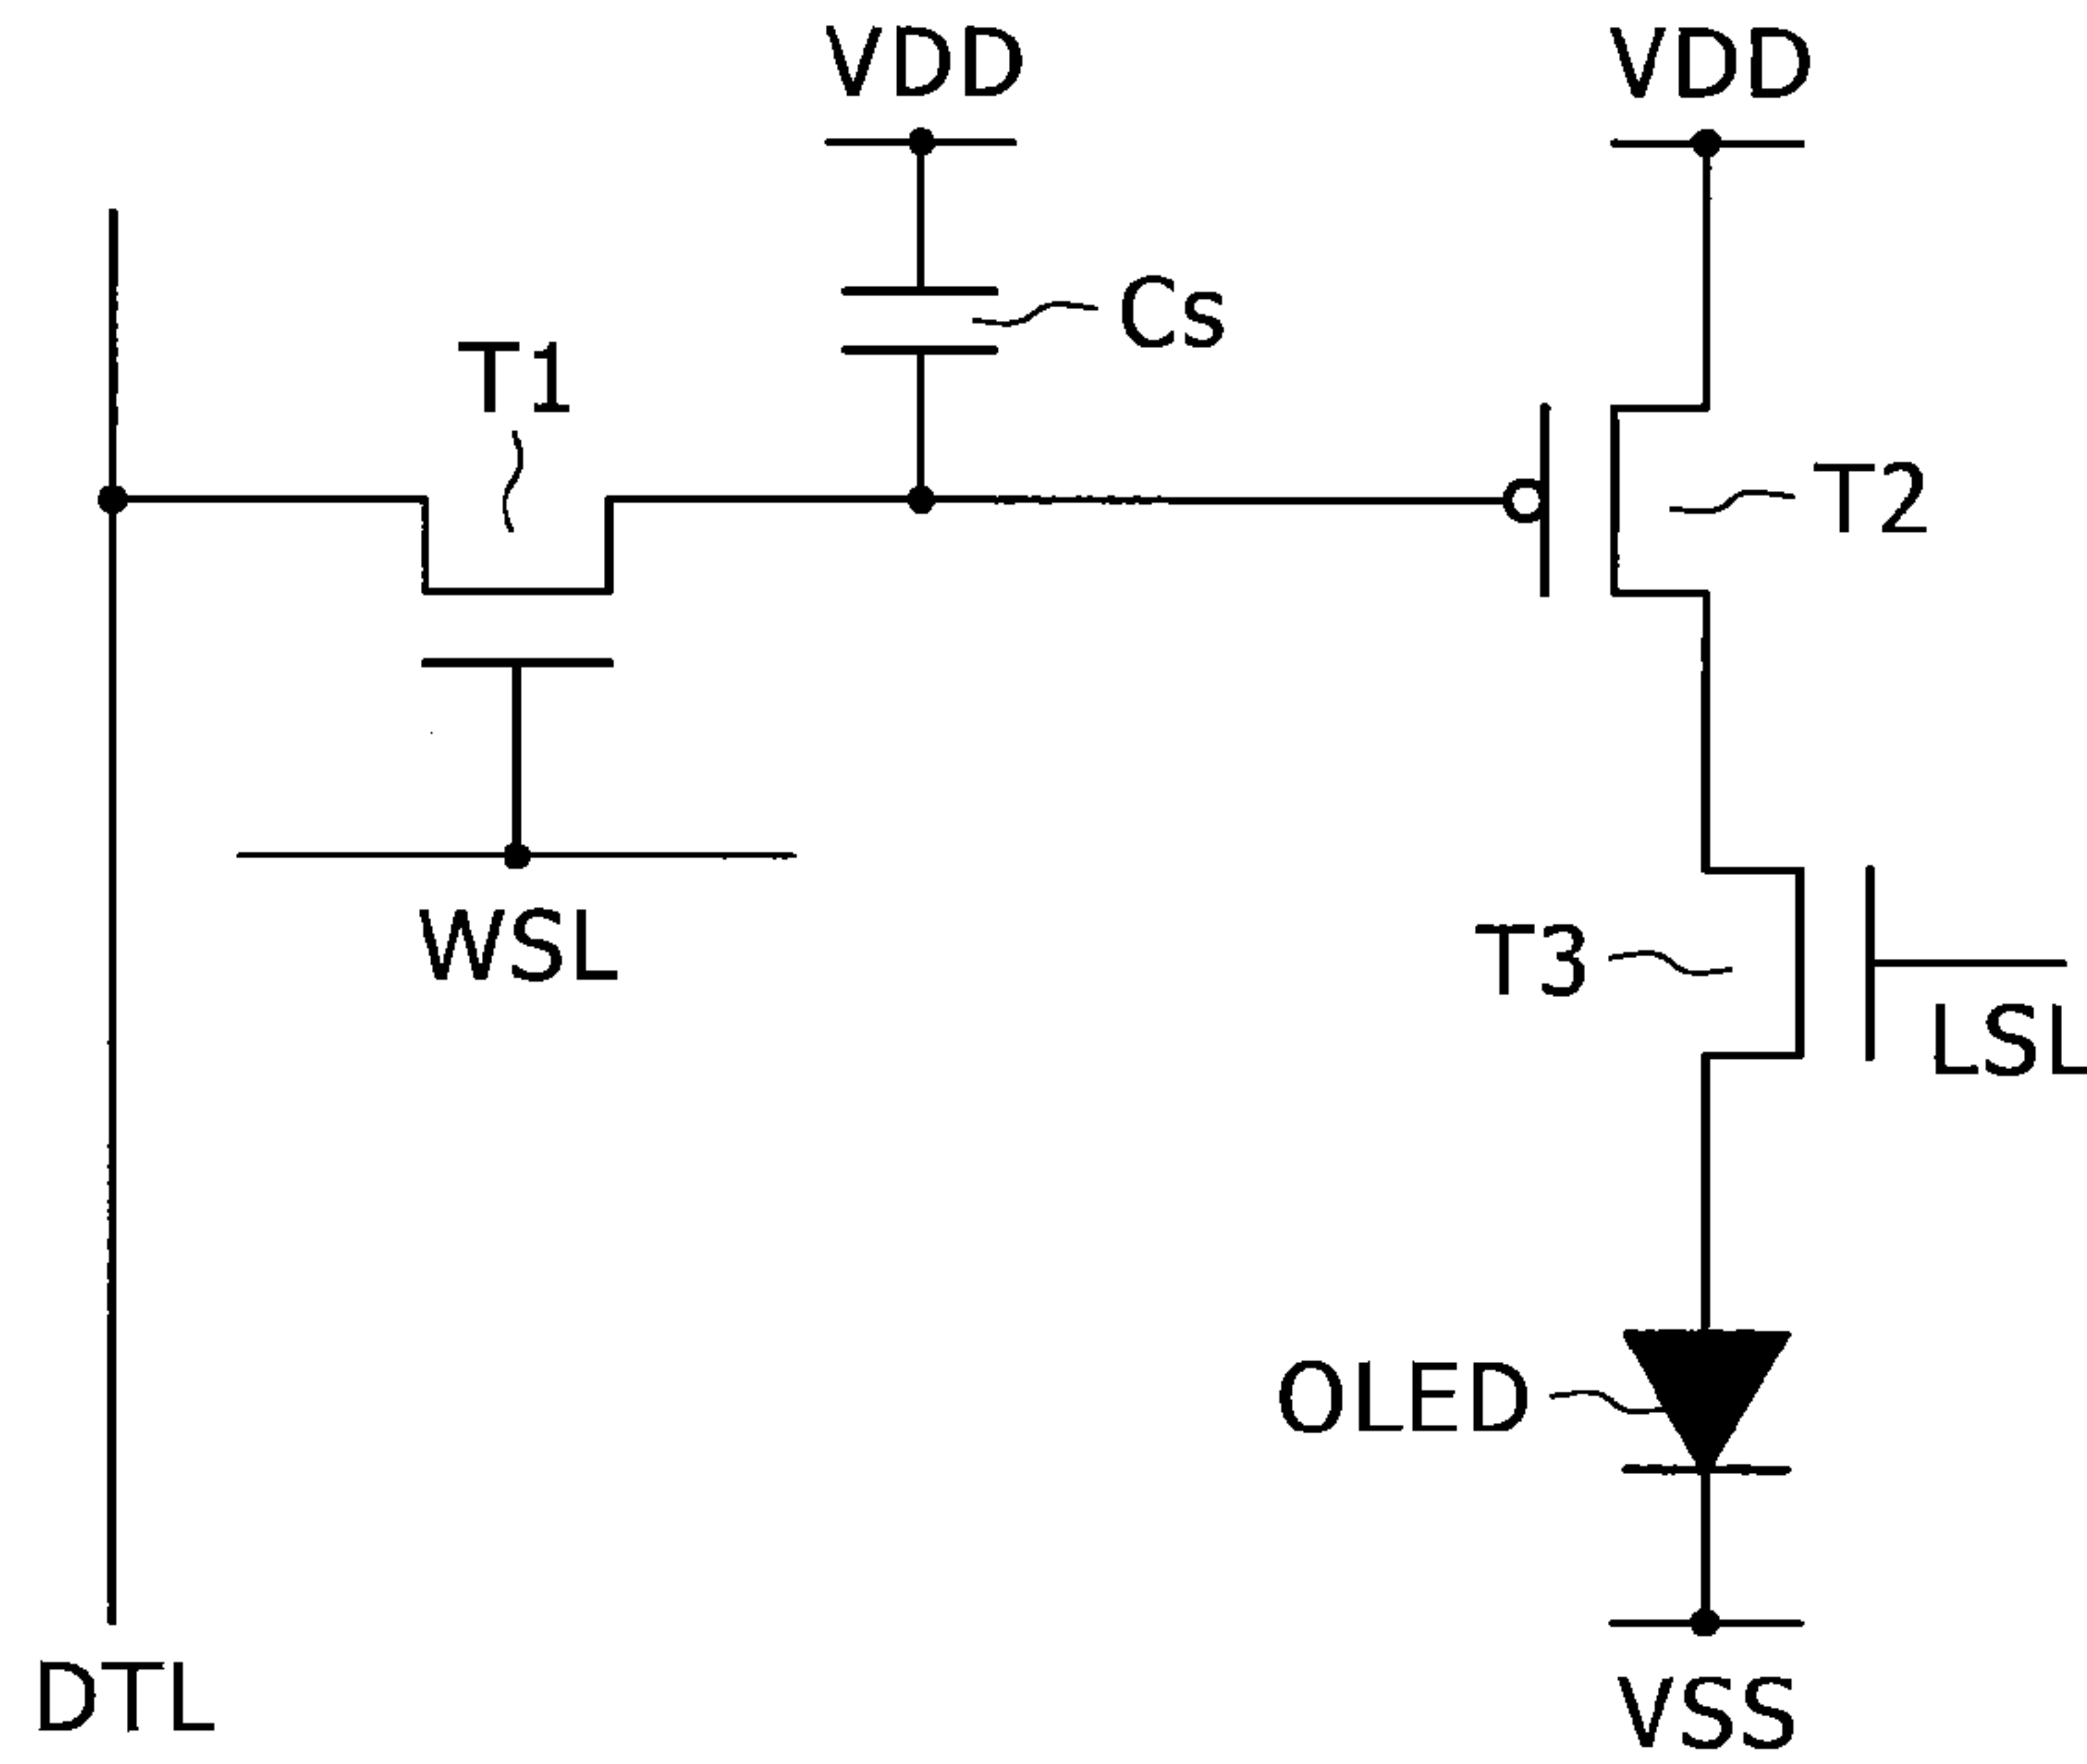 VDD
VDD
Cs
T1
T2
WSL
T3
LSL
OLED
DTL
VSS